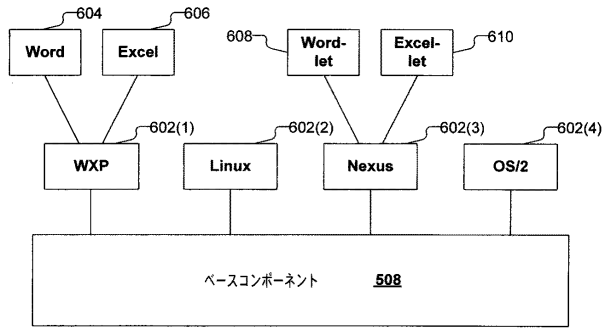 604
606
Word
Excel
608
Word-
let
Excel-
let
610
602(1)
602(2)
602(3)
602(4)
WXP
Linux
Nexus
OS/2
ベースコンポーネント 508